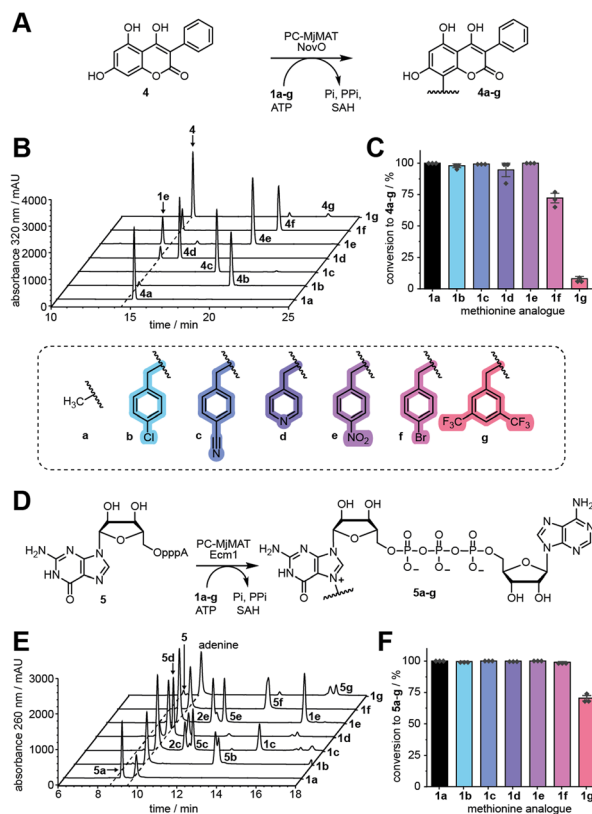 A
OH OH
HO O O
4
PC-MjMAT
NovO
1a-g
ATP
Pi, PPi,
SAH
OH OH
HO O O
4a-g
B
absorbance 320 nm / mAU
4000
3000
2000
1000
0
10 15 20 25
time / min
4
1e
4a
4b
4c
4d
4e
4f
4g
1g
1f
1e
1d
1c
1b
1a
C
conversion to 4a-g / %
100
75
50
25
0
1a 1b 1c 1d 1e 1f 1g
methionine analogue
H3C
Cl
N
N
NO2
Br
F3C CF3
a b c d e f g
D
OH OH
H2N N N O OpppA
HN N
O
5
PC-MjMAT
Ecm1
1a-g
ATP
Pi, PPi,
SAH
OH OH
H2N N N O
HN N+
O
O O O
O P O P O P O
O− O− O−
NH2
N N
N N
O
OH OH
5a-g
E
absorbance 260 nm / mAU
4000
3000
2000
1000
0
6 8 10 12 14 16 18
time / min
5
adenine
5d
5g
5f
2e 5e 1e
2c 5c 1c
5b
5a
1g
1f
1e
1d
1c
1b
1a
F
conversion to 5a-g / %
100
75
50
25
0
1a 1b 1c 1d 1e 1f 1g
methionine analogue